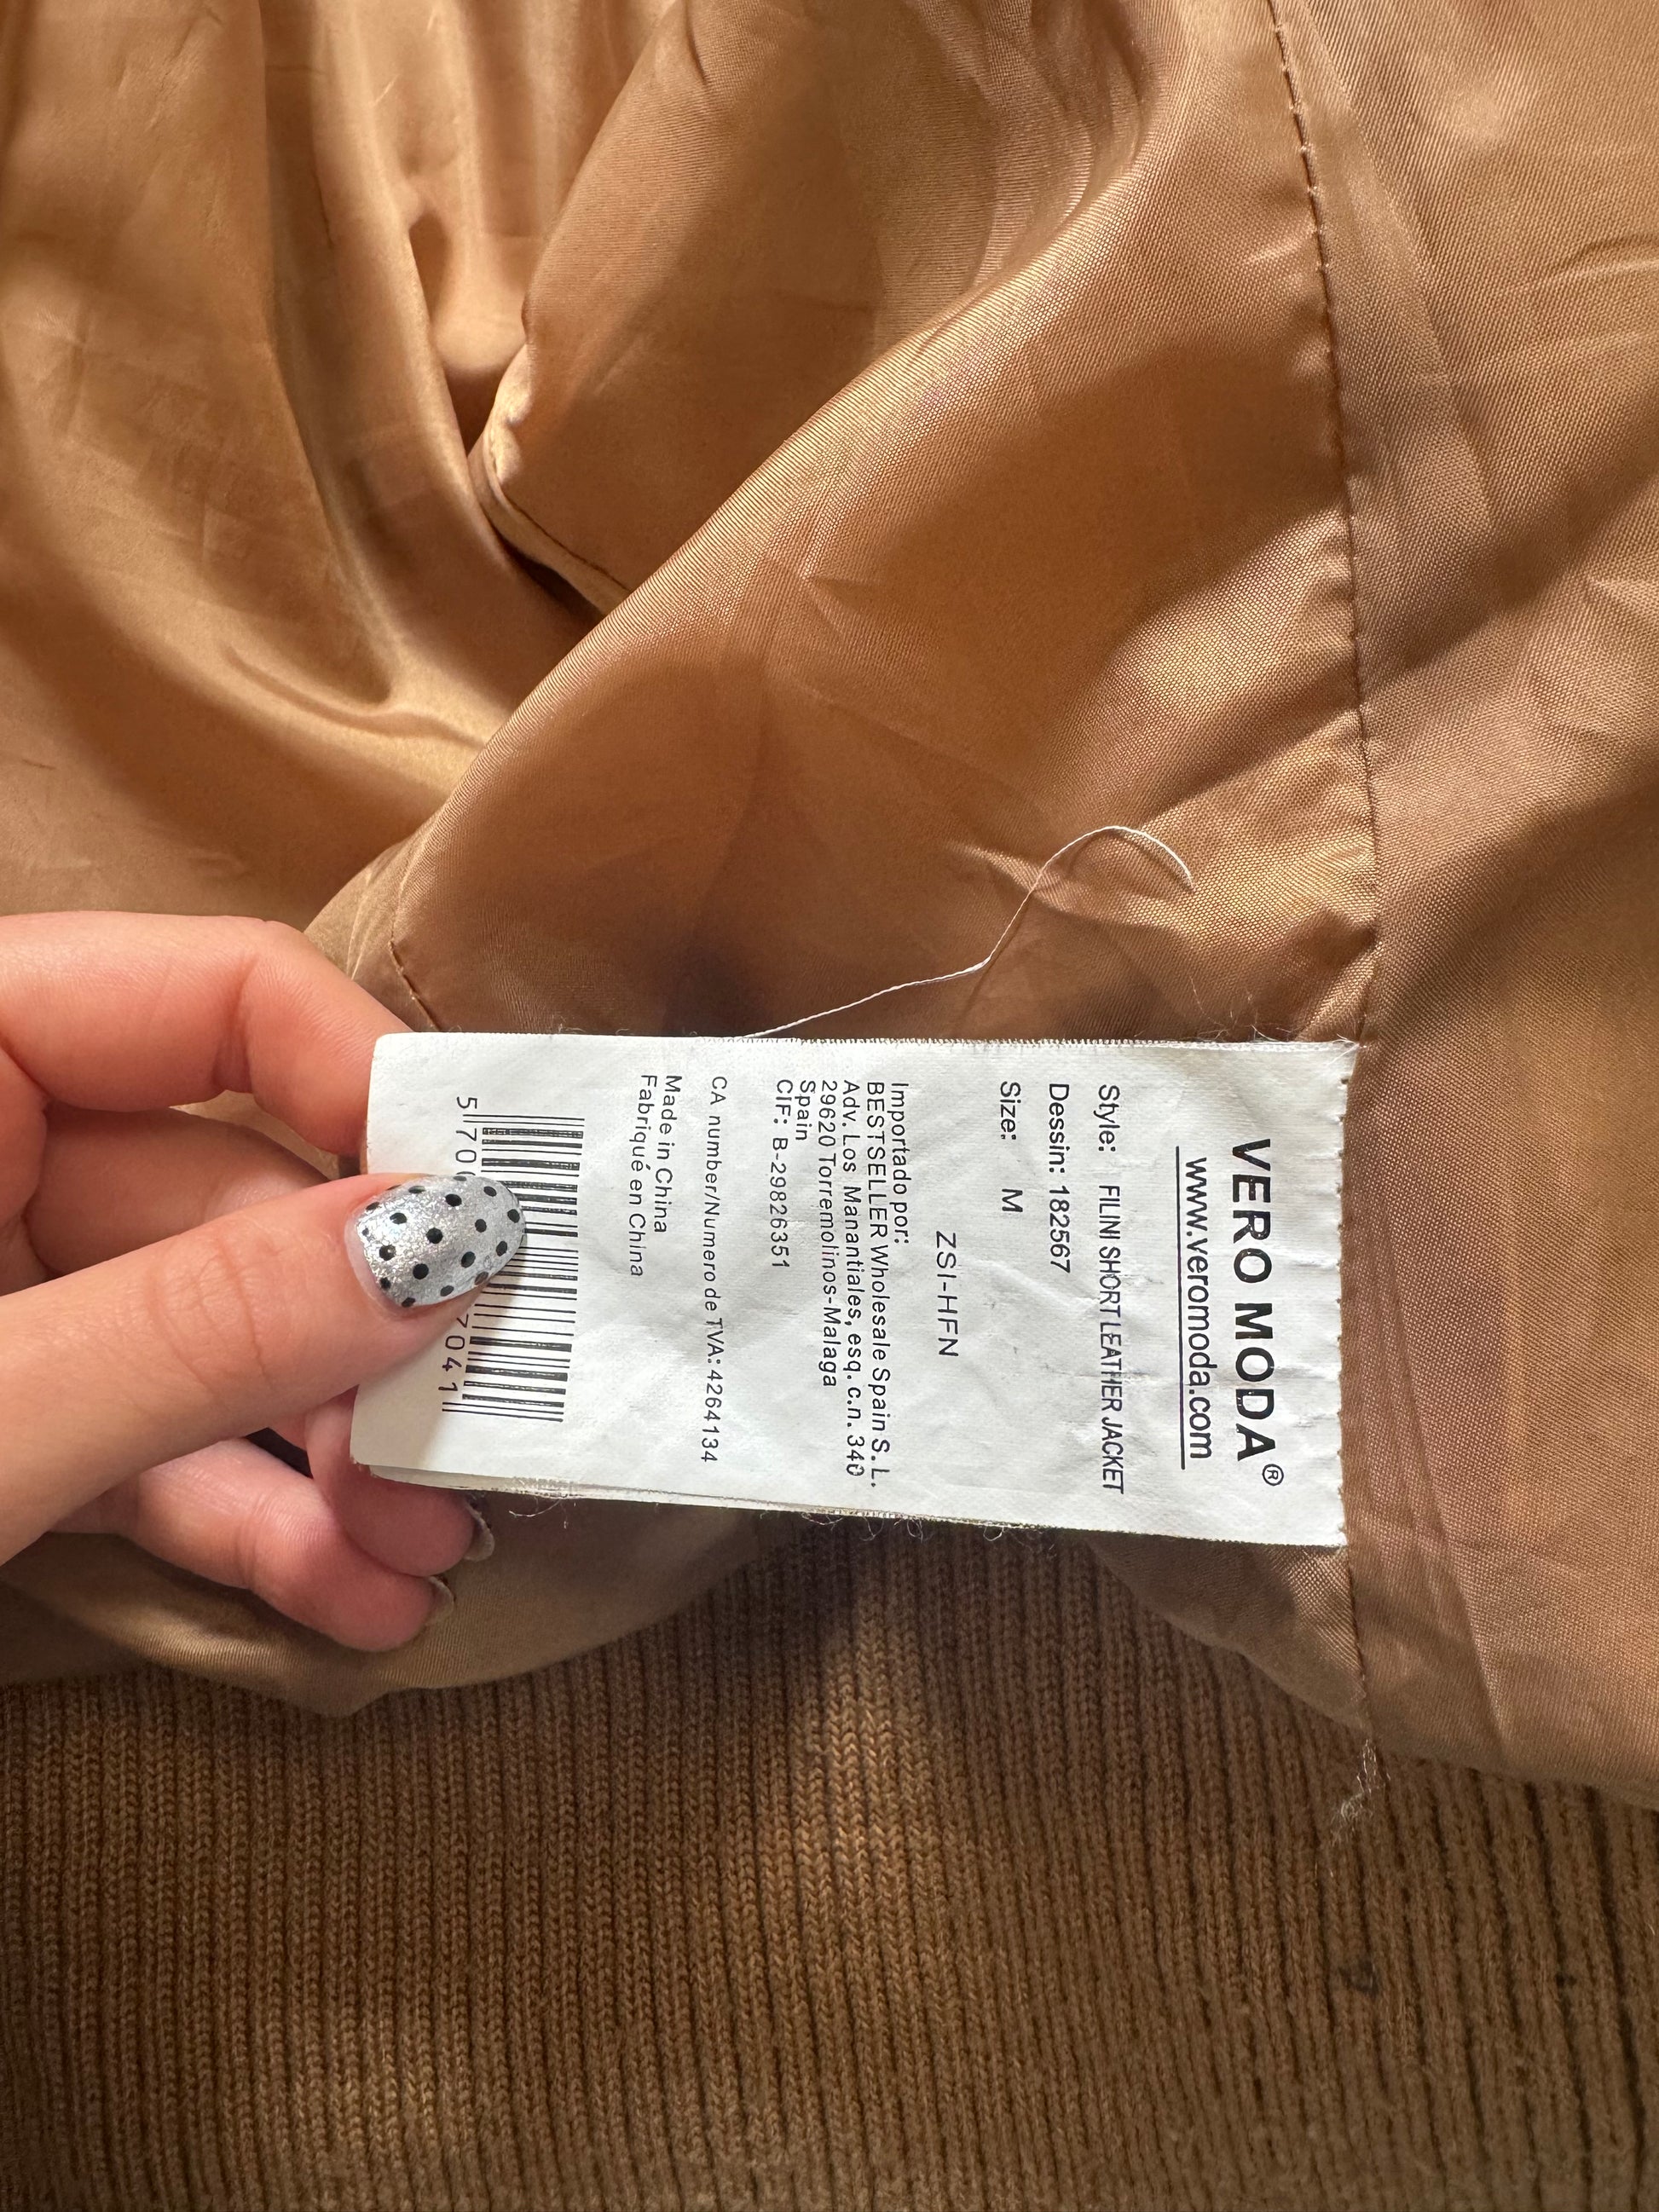 VERO MODA®
www.veromoda.com
Style: FILINI SHORT LEATHER JACKET
Dessin: 182567
Size: M
ZSI-HFN
Importado por:
BESTSELLER Wholesale Spain S. L.
Adv. Los Manantiales, esq. c.n. 340
29620 Torremolinos-Malaga
Spain
CIF: B-29826351
CA number/Numero de TVA: 4264134
Made in China
Fabriqué en China